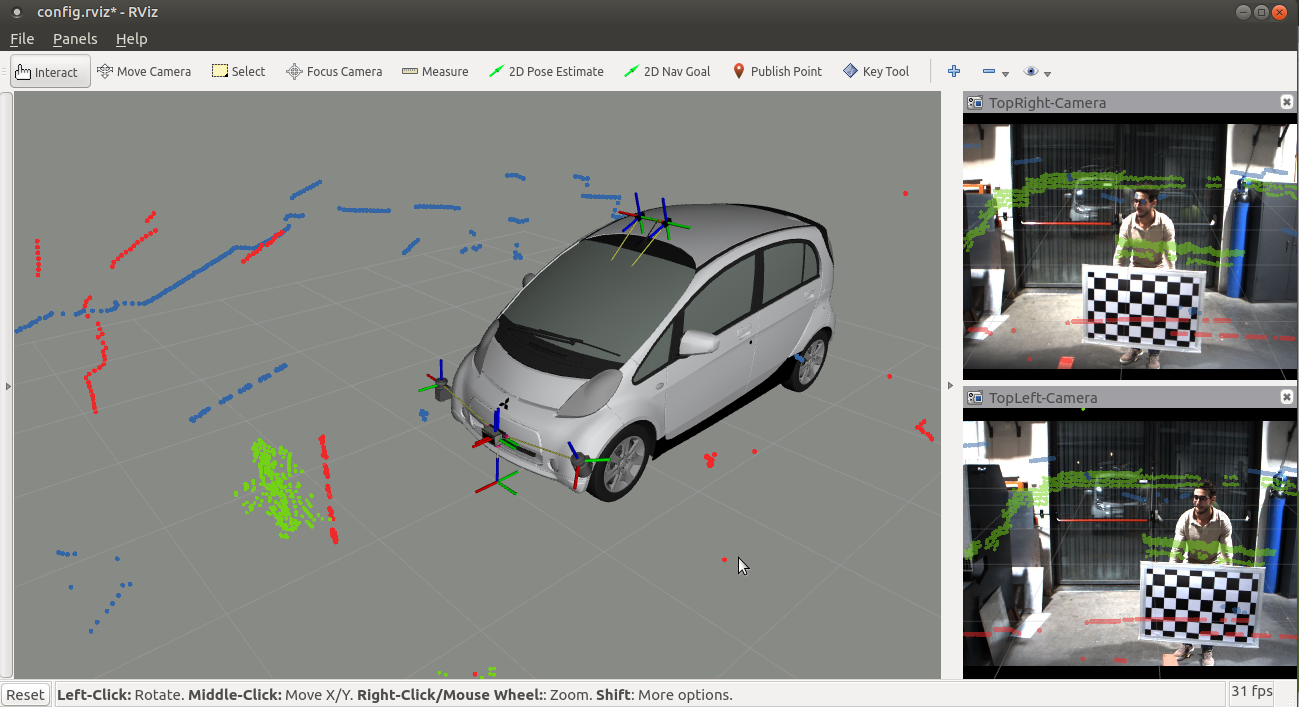 config.rviz* - RViz
File Panels Help
Interact Move Camera Select Focus Camera Measure 2D Pose Estimate 2D Nav Goal Publish Point Key Tool
TopRight-Camera
TopLeft-Camera
Reset Left-Click: Rotate. Middle-Click: Move X/Y. Right-Click/Mouse Wheel:: Zoom. Shift: More options. 31 fps